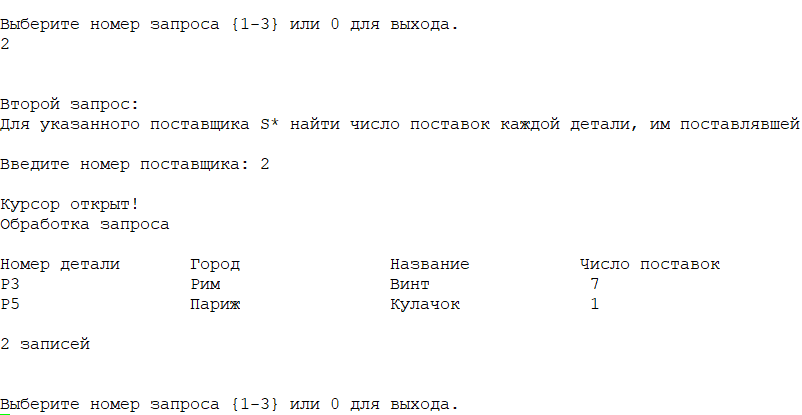 Выберите номер запроса {1-3} или 0 для выхода.
2
Второй запрос:
Для указанного поставщика S* найти число поставок каждой детали, им поставлявшей
Введите номер поставщика: 2
Курсор открыт!
Обработка запроса
Номер детали Город Название Число поставок
P3 Рим Винт 7
P5 Париж Кулачок 1
2 записей
Выберите номер запроса {1-3} или 0 для выхода.